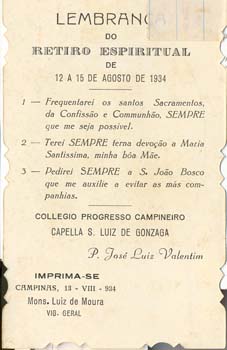 LEMBRANÇA
DO
RETIRO ESPIRITUAL
DE
12 A 15 DE AGOSTO DE 1934
1 — Frequentarei os santos Sacramentos,
da Confissão e Communhão, SEMPRE
que me seja possivel.
2 — Terei SEMPRE terna devoção a Maria
Santissima, minha bôa Mãe.
3 — Pedirei SEMPRE a S. João Bosco
que me auxilie a evitar as más com-
panhias.
COLLEGIO PROGRESSO CAMPINEIRO
CAPELLA S. LUIZ DE GONZAGA
P. José Luiz Valentim
IMPRIMA-SE
CAMPINAS, 13 - VIII - 934
Mons. Luiz de Moura
VIG. GERAL